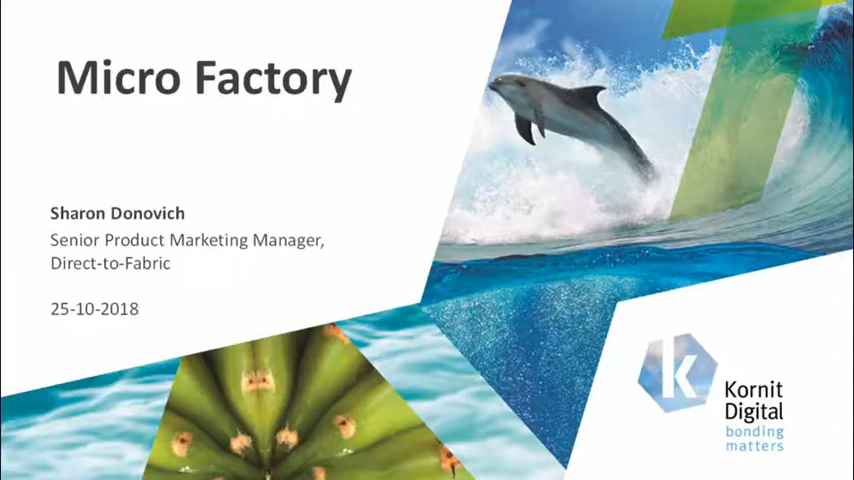 Micro Factory
Sharon Donovich
Senior Product Marketing Manager,
Direct-to-Fabric
25-10-2018
k
Kornit
Digital
bonding
matters